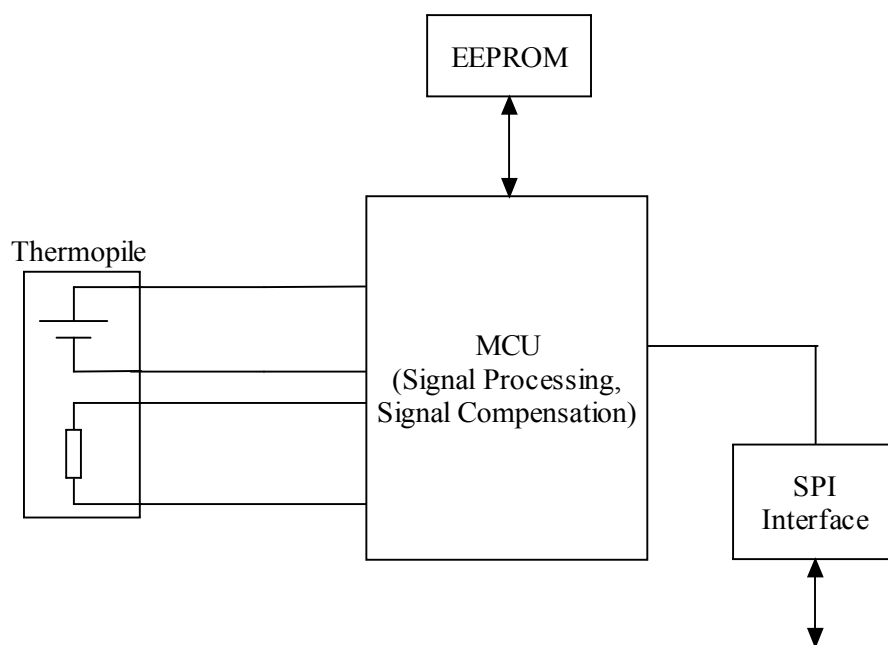 EEPROM
Thermopile
MCU
(Signal Processing,
Signal Compensation)
SPI
Interface